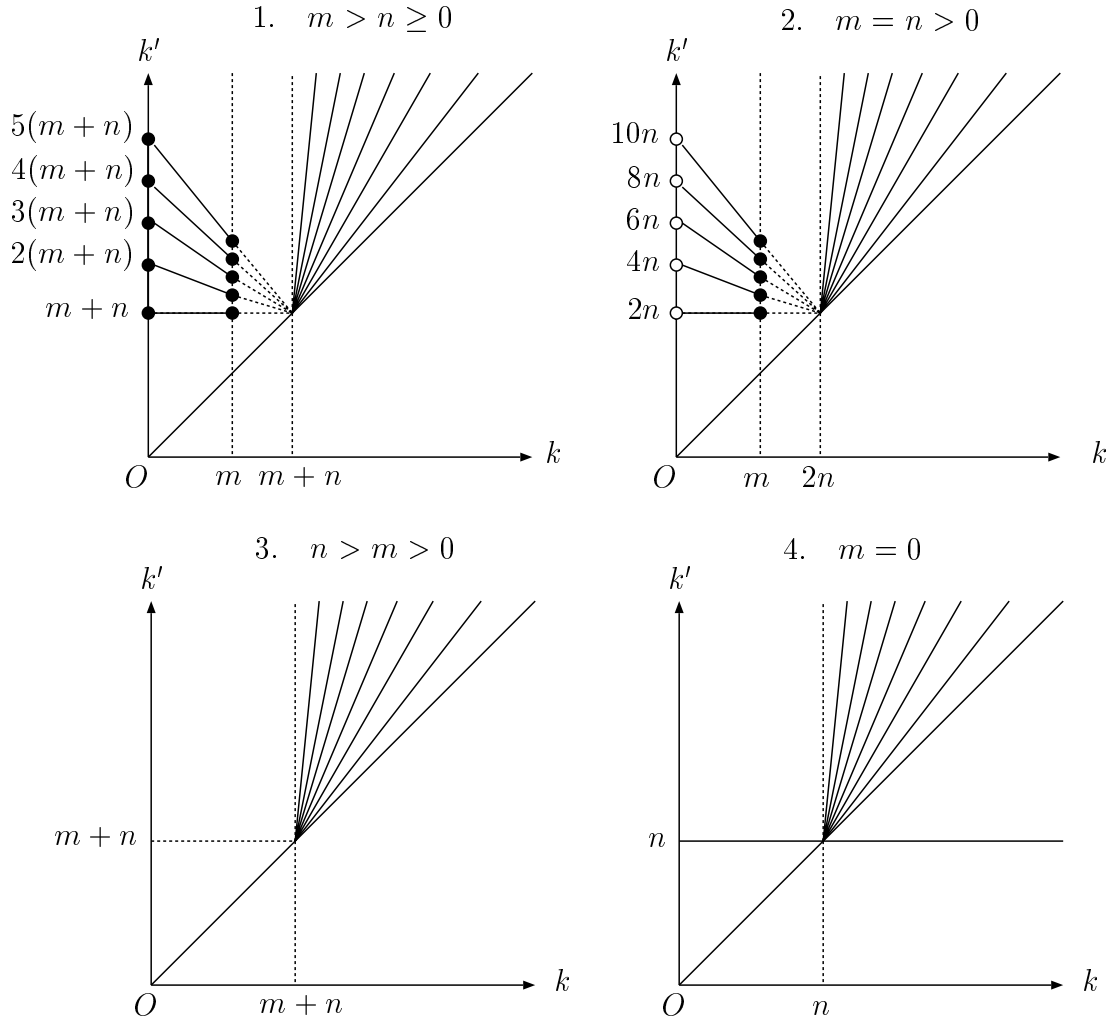 1. m > n ≥ 0
k′
5(m + n)
4(m + n)
3(m + n)
2(m + n)
m + n
k
O
m
m + n
2. m = n > 0
k′
10n
8n
6n
4n
2n
k
O
m
2n
3. n > m > 0
k′
m + n
k
O
m + n
4. m = 0
k′
n
k
O
n